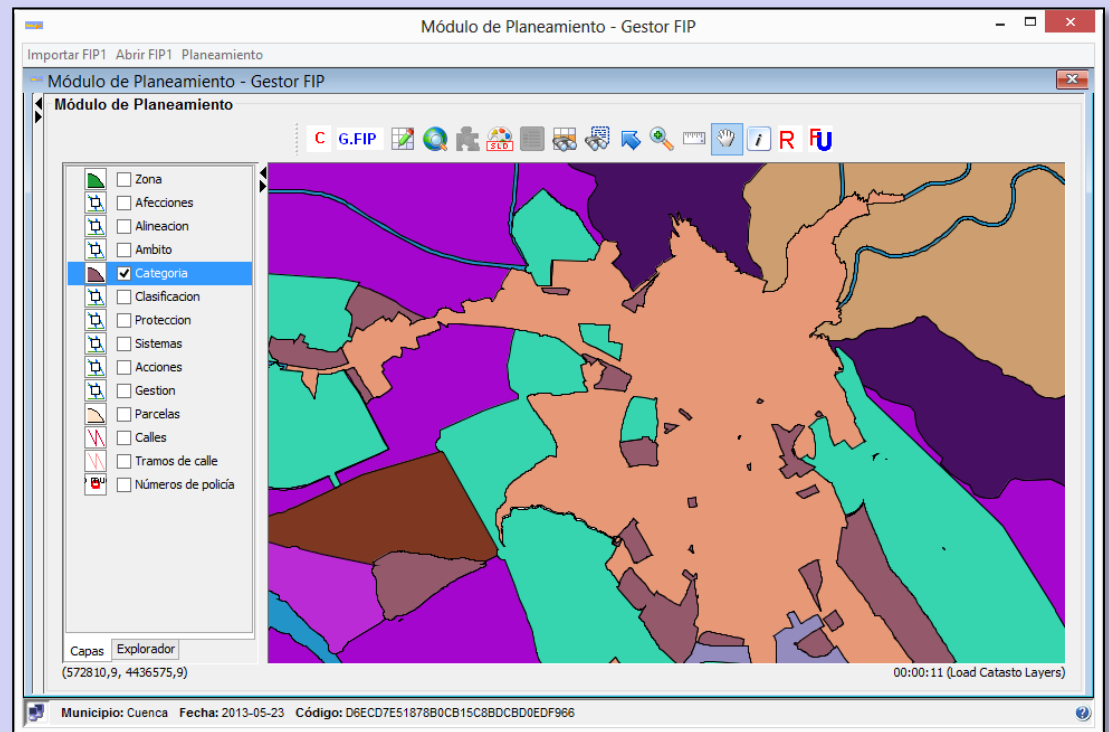 Módulo de Planeamiento - Gestor FIP
Importar FIP1 Abrir FIP1 Planeamiento
Módulo de Planeamiento - Gestor FIP
Módulo de Planeamiento
C G.FIP SLD i R FU
Zona
Afecciones
Alineacion
Ambito
Categoria
Clasificacion
Proteccion
Sistemas
Acciones
Gestion
Parcelas
Calles
Tramos de calle
Números de policía
Capas Explorador
(572810,9, 4436575,9) 00:00:11 (Load Catasto Layers)
Municipio: Cuenca Fecha: 2013-05-23 Código: D6ECD7E51878B0CB15C8BDCBD0EDF966